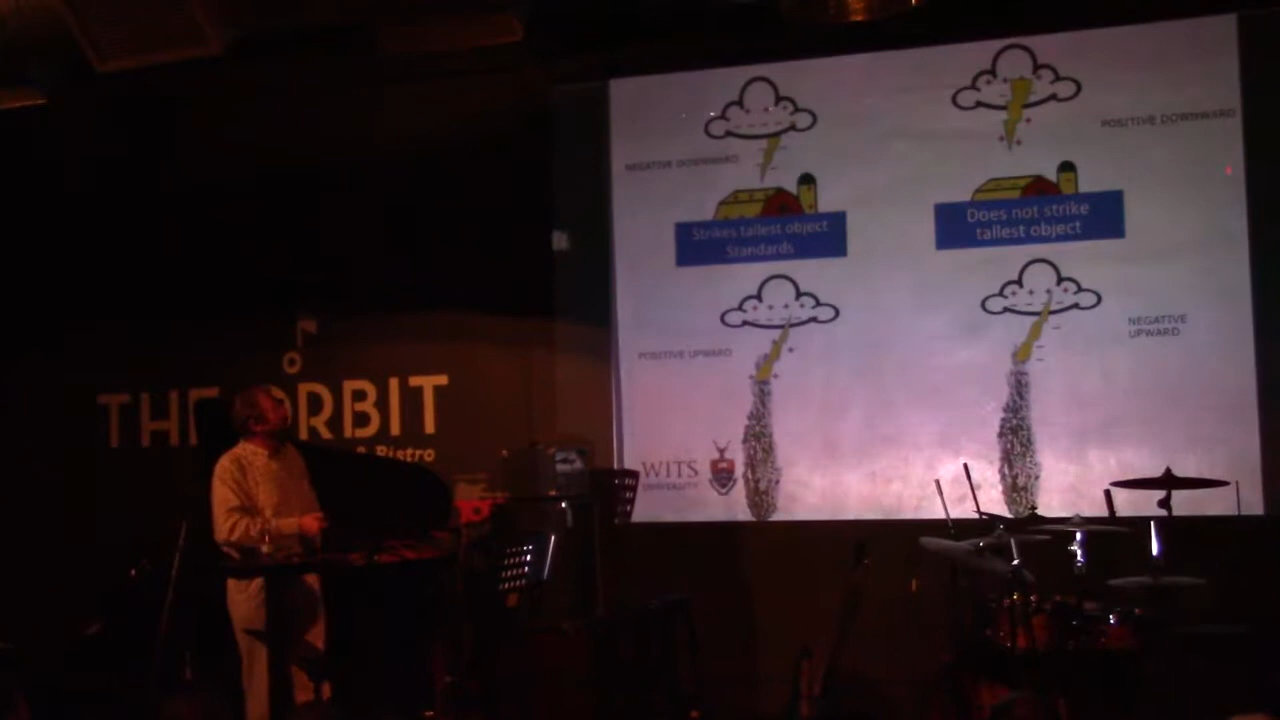 NEGATIVE DOWNWARD
POSITIVE DOWNWARD
Strikes tallest object
Standards
Does not strike
tallest object
POSITIVE UPWARD
NEGATIVE
UPWARD
WITS
UNIVERSITY
THE ORBIT
& Bistro